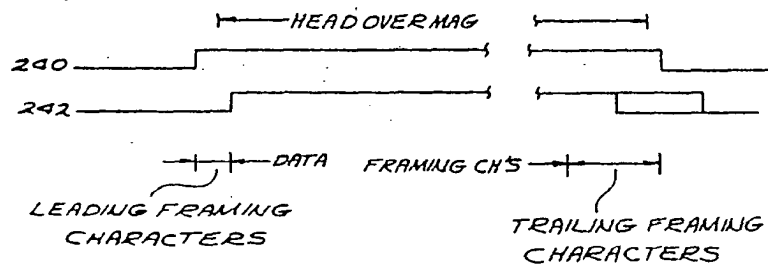 HEAD OVER MAG
240
242
DATA
FRAMING CH'S
LEADING FRAMING
CHARACTERS
TRAILING FRAMING
CHARACTERS